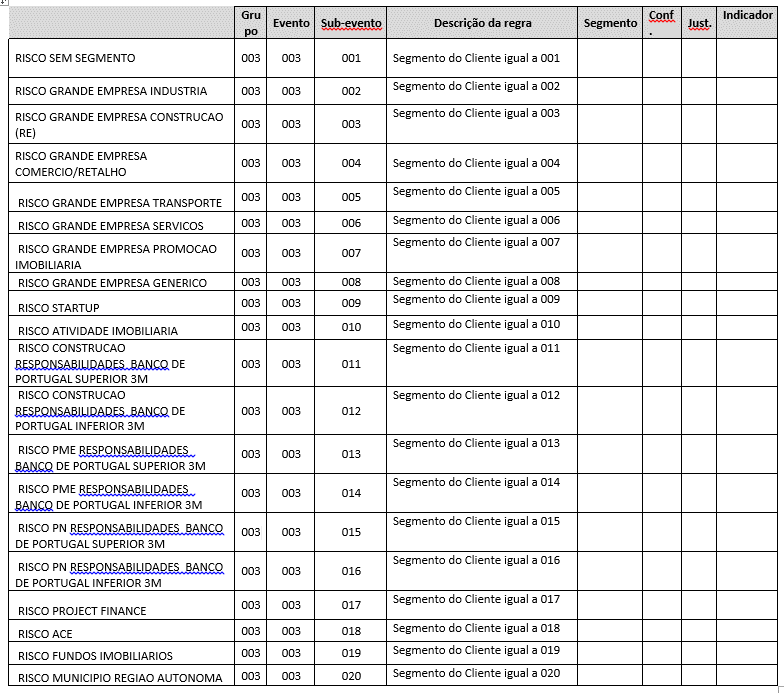 Gru
po Evento Sub-evento Descrição da regra Segmento Conf
. Just. Indicador
RISCO SEM SEGMENTO 003 003 001 Segmento do Cliente igual a 001
RISCO GRANDE EMPRESA INDUSTRIA 003 003 002 Segmento do Cliente igual a 002
RISCO GRANDE EMPRESA CONSTRUCAO
(RE) 003 003 003 Segmento do Cliente igual a 003
RISCO GRANDE EMPRESA
COMERCIO/RETALHO 003 003 004 Segmento do Cliente igual a 004
RISCO GRANDE EMPRESA TRANSPORTE 003 003 005 Segmento do Cliente igual a 005
RISCO GRANDE EMPRESA SERVICOS 003 003 006 Segmento do Cliente igual a 006
RISCO GRANDE EMPRESA PROMOCAO
IMOBILIARIA 003 003 007 Segmento do Cliente igual a 007
RISCO GRANDE EMPRESA GENERICO 003 003 008 Segmento do Cliente igual a 008
RISCO STARTUP 003 003 009 Segmento do Cliente igual a 009
RISCO ATIVIDADE IMOBILIARIA 003 003 010 Segmento do Cliente igual a 010
RISCO CONSTRUCAO
RESPONSABILIDADES_BANCO DE
PORTUGAL SUPERIOR 3M 003 003 011 Segmento do Cliente igual a 011
RISCO CONSTRUCAO
RESPONSABILIDADES_BANCO DE
PORTUGAL INFERIOR 3M 003 003 012 Segmento do Cliente igual a 012
RISCO PME RESPONSABILIDADES_
BANCO DE PORTUGAL SUPERIOR 3M 003 003 013 Segmento do Cliente igual a 013
RISCO PME RESPONSABILIDADES_
BANCO DE PORTUGAL INFERIOR 3M 003 003 014 Segmento do Cliente igual a 014
RISCO PN RESPONSABILIDADES_BANCO
DE PORTUGAL SUPERIOR 3M 003 003 015 Segmento do Cliente igual a 015
RISCO PN RESPONSABILIDADES_BANCO
DE PORTUGAL INFERIOR 3M 003 003 016 Segmento do Cliente igual a 016
RISCO PROJECT FINANCE 003 003 017 Segmento do Cliente igual a 017
RISCO ACE 003 003 018 Segmento do Cliente igual a 018
RISCO FUNDOS IMOBILIARIOS 003 003 019 Segmento do Cliente igual a 019
RISCO MUNICIPIO REGIAO AUTONOMA 003 003 020 Segmento do Cliente igual a 020